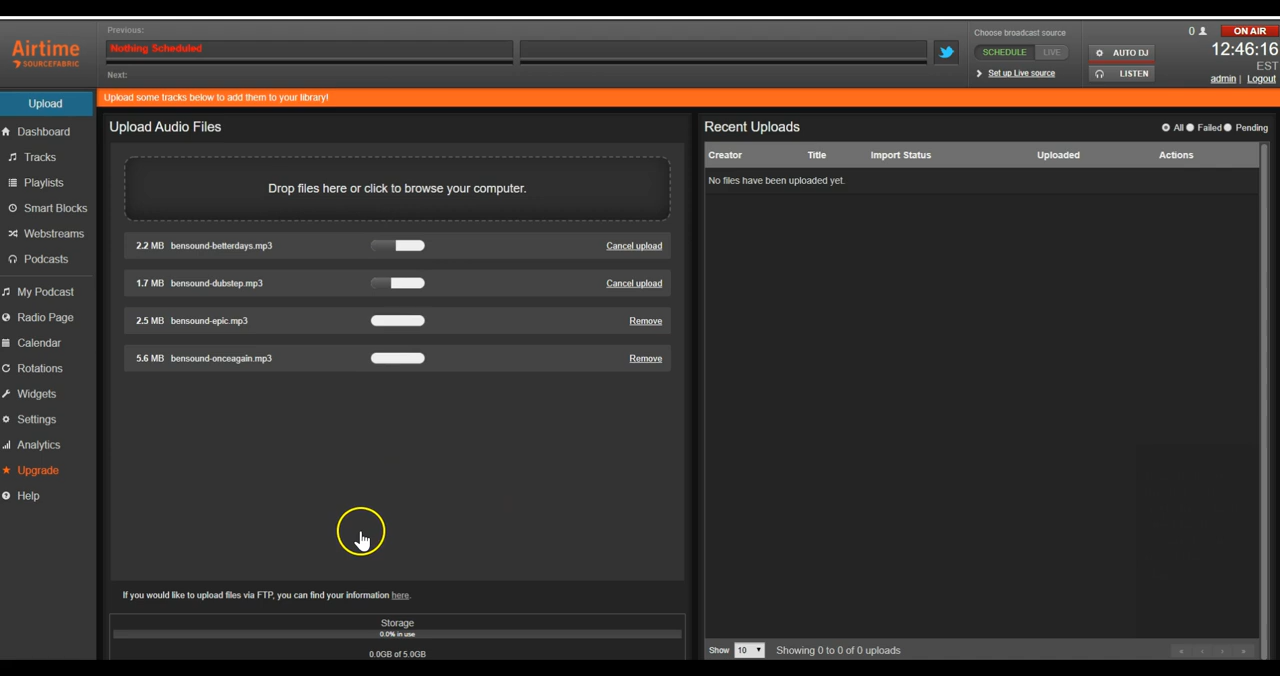 Airtime
SOURCEFABRIC
Previous:
Nothing Scheduled
Next:
Choose broadcast source
SCHEDULE LIVE
Set up Live source
AUTO DJ
LISTEN
0
ON AIR
12:46:16
EST
admin | Logout
Upload
Upload some tracks below to add them to your library!
Dashboard
Tracks
Playlists
Smart Blocks
Webstreams
Podcasts
My Podcast
Radio Page
Calendar
Rotations
Widgets
Settings
Analytics
Upgrade
Help
Upload Audio Files
Drop files here or click to browse your computer.
2.2 MB bensound-betterdays.mp3 Cancel upload
1.7 MB bensound-dubstep.mp3 Cancel upload
2.5 MB bensound-epic.mp3 Remove
5.6 MB bensound-onceagain.mp3 Remove
If you would like to upload files via FTP, you can find your information here.
Storage
0.0% in use
0.0GB of 5.0GB
Recent Uploads
All Failed Pending
Creator Title Import Status Uploaded Actions
No files have been uploaded yet.
Show 10 Showing 0 to 0 of 0 uploads